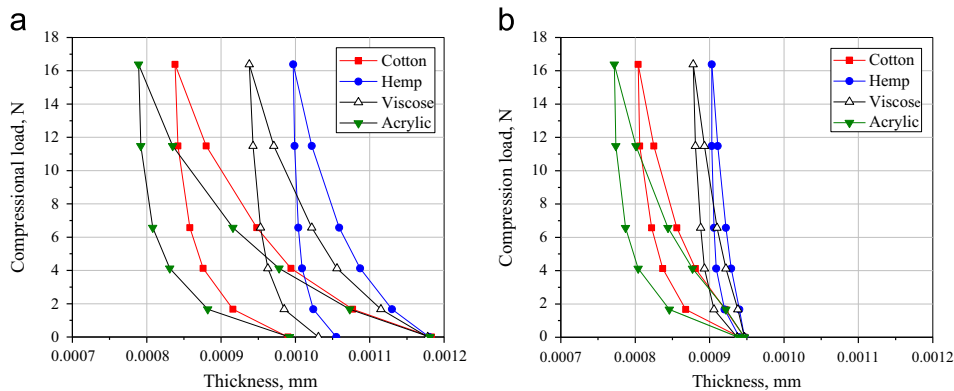 a
b
18
16
14
12
10
8
6
4
2
0
Compressional load, N
0.0007
0.0008
0.0009
0.0010
0.0011
0.0012
Thickness, mm
Cotton
Hemp
Viscose
Acrylic
18
16
14
12
10
8
6
4
2
0
Compression load, N
0.0007
0.0008
0.0009
0.0010
0.0011
0.0012
Thickness, mm
Cotton
Hemp
Viscose
Acrylic